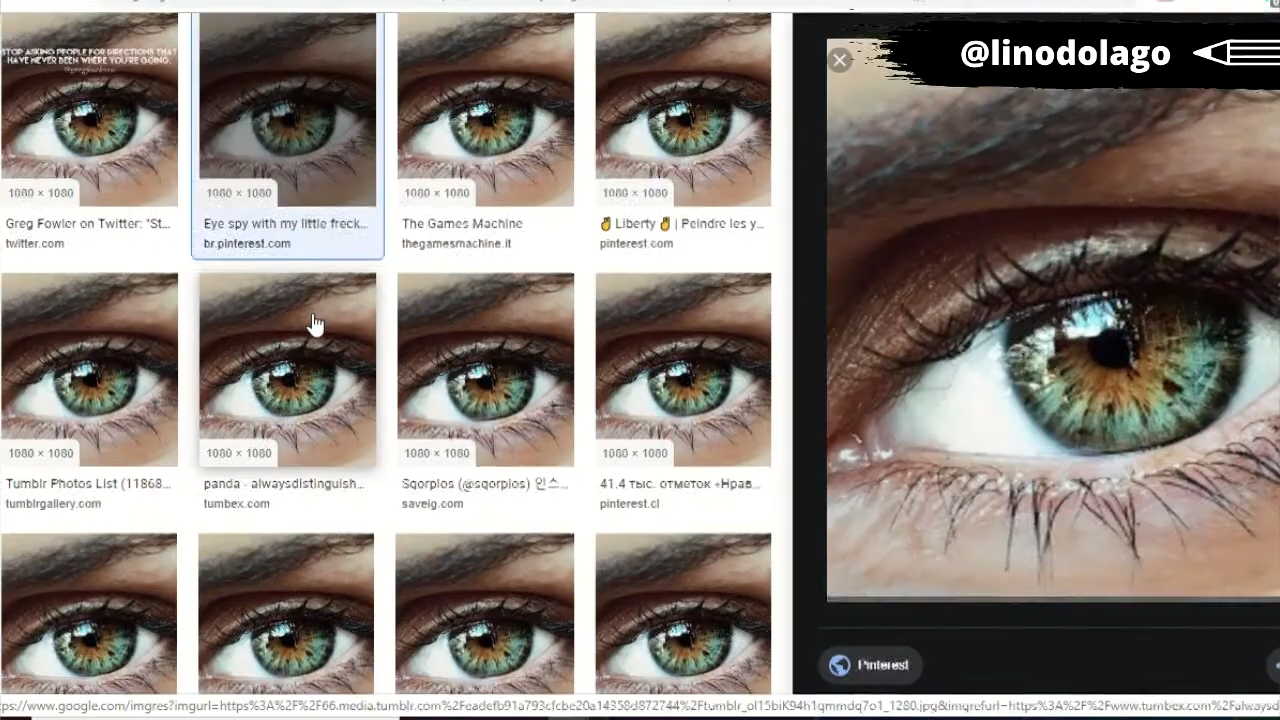 @linodolago
STOP ASKING PEOPLE FOR DIRECTIONS THAT
HAVE NEVER BEEN WHERE YOU'RE GOING.
1080 × 1080
1080 × 1080
1080 × 1080
1080 × 1080
Greg Fowler on Twitter: "St...
Eye spy with my little freck...
The Games Machine
✌ Liberty ✌ | Peindre les y...
twitter.com
br.pinterest.com
thegamesmachine.it
pinterest.com
1080 × 1080
1080 × 1080
1080 × 1080
1080 × 1080
Tumblr Photos List (11868...
panda - alwaysdistinguish...
Sqorpios (@sqorpios) 인스...
41.4 тыс. отметок «Нрав...
tumblrgallery.com
tumbex.com
saveig.com
pinterest.cl
Pinterest
ps://www.google.com/imgres?imgurl=https%3A%2F%2F66.media.tumblr.com%2Feadefb91a793cfcbe20a14358d872744%2Ftumblr_ol15biK94h1qmmdq7o1_1280.jpg&imgrefurl=https%3A%2F%2Fwww.tumbex.com%2Falwaysd